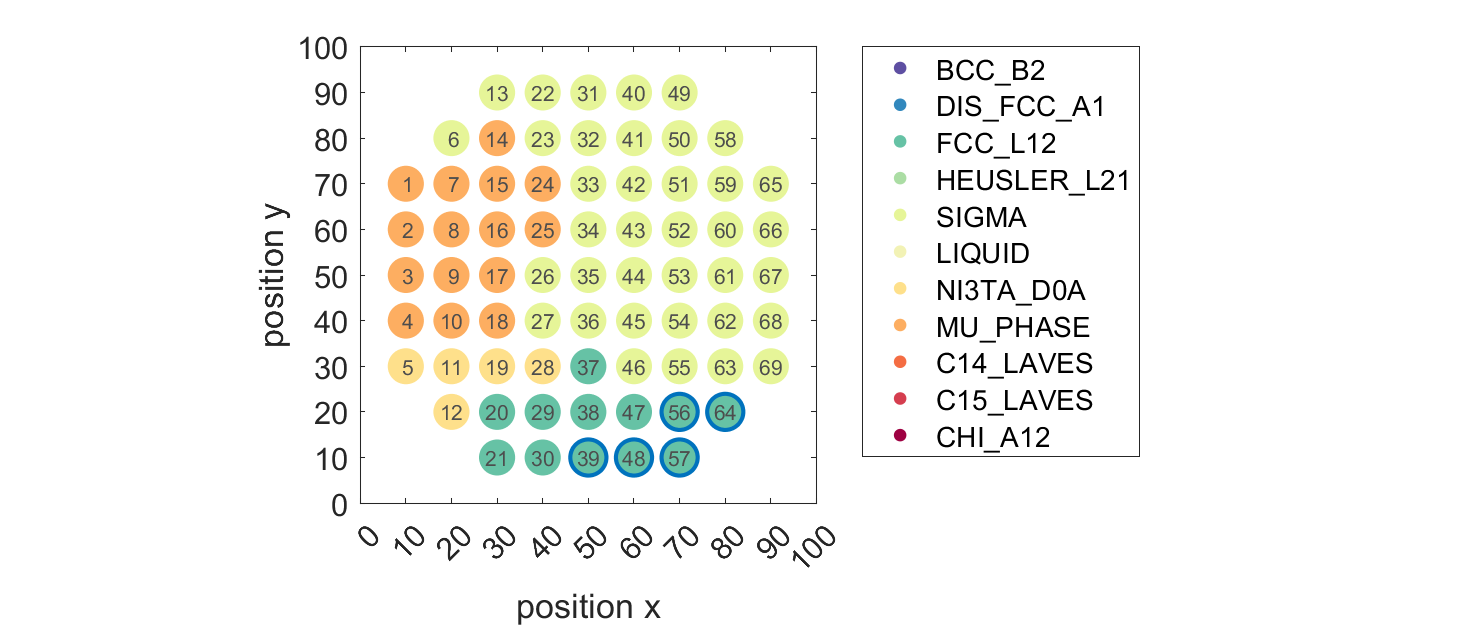 100
90
80
70
60
50
40
30
20
10
0
position y
13 22 31 40 49
6 14 23 32 41 50 58
1 7 15 24 33 42 51 59 65
2 8 16 25 34 43 52 60 66
3 9 17 26 35 44 53 61 67
4 10 18 27 36 45 54 62 68
5 11 19 28 37 46 55 63 69
12 20 29 38 47 56 64
21 30 39 48 57
0 10 20 30 40 50 60 70 80 90 100
position x
BCC_B2
DIS_FCC_A1
FCC_L12
HEUSLER_L21
SIGMA
LIQUID
NI3TA_D0A
MU_PHASE
C14_LAVES
C15_LAVES
CHI_A12